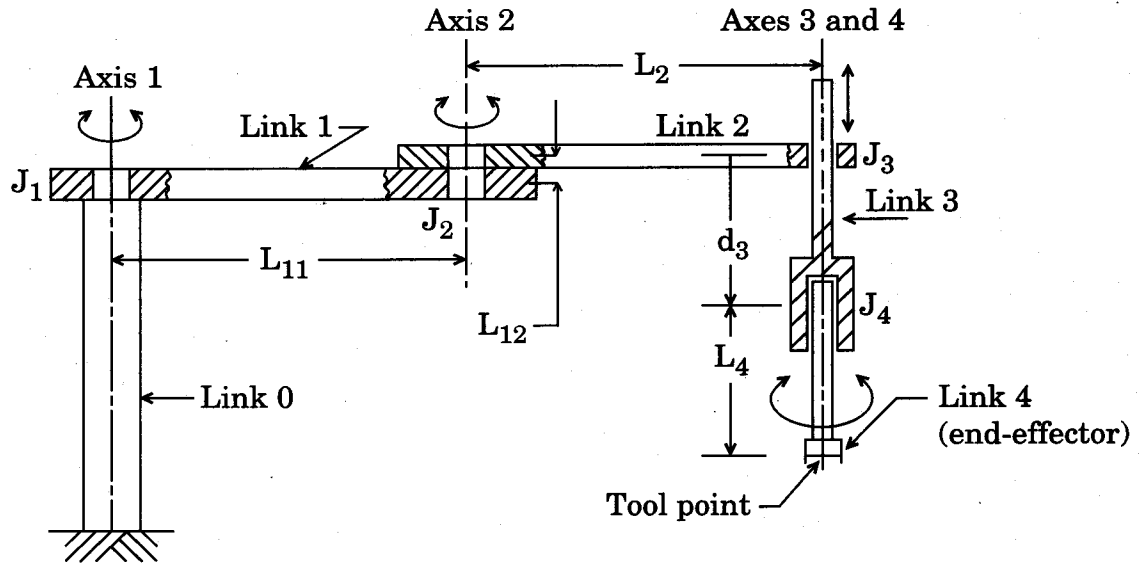 Axis 2
Axes 3 and 4
L₂
Axis 1
Link 1
Link 2
J₁
J₃
J₂
Link 3
d₃
L₁₁
J₄
L₁₂
L₄
Link 0
Link 4
(end-effector)
Tool point